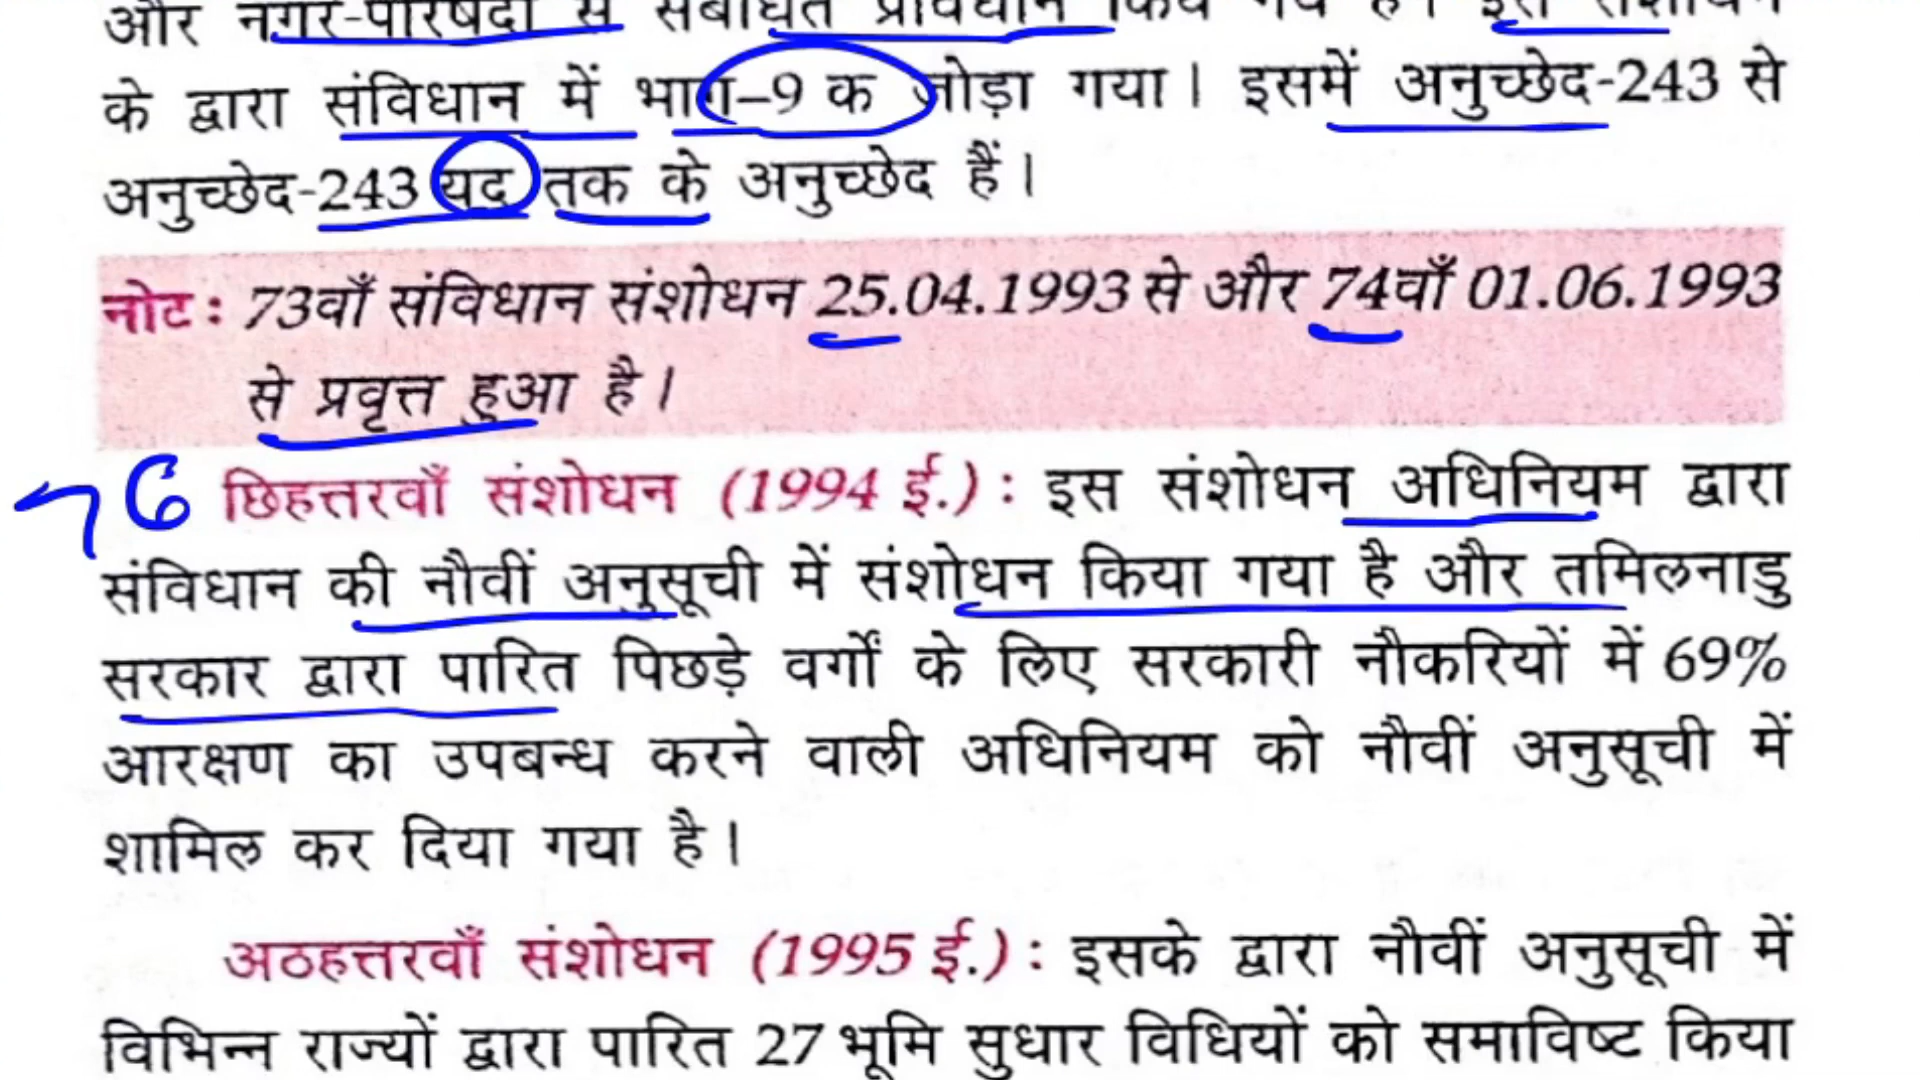 और नगर-परिषदों से संबंधित प्रावधान किये गये हैं। इस संशोधन
के द्वारा संविधान में भाग–9 क जोड़ा गया। इसमें अनुच्छेद-243 से
अनुच्छेद-243 यद तक के अनुच्छेद हैं।
नोट : 73वाँ संविधान संशोधन 25.04.1993 से और 74वाँ 01.06.1993
से प्रवृत्त हुआ है।
76 छिहत्तरवाँ संशोधन (1994 ई.) : इस संशोधन अधिनियम द्वारा
संविधान की नौवीं अनुसूची में संशोधन किया गया है और तमिलनाडु
सरकार द्वारा पारित पिछड़े वर्गों के लिए सरकारी नौकरियों में 69%
आरक्षण का उपबन्ध करने वाली अधिनियम को नौवीं अनुसूची में
शामिल कर दिया गया है।
अठहत्तरवाँ संशोधन (1995 ई.) : इसके द्वारा नौवीं अनुसूची में
विभिन्न राज्यों द्वारा पारित 27 भूमि सुधार विधियों को समाविष्ट किया